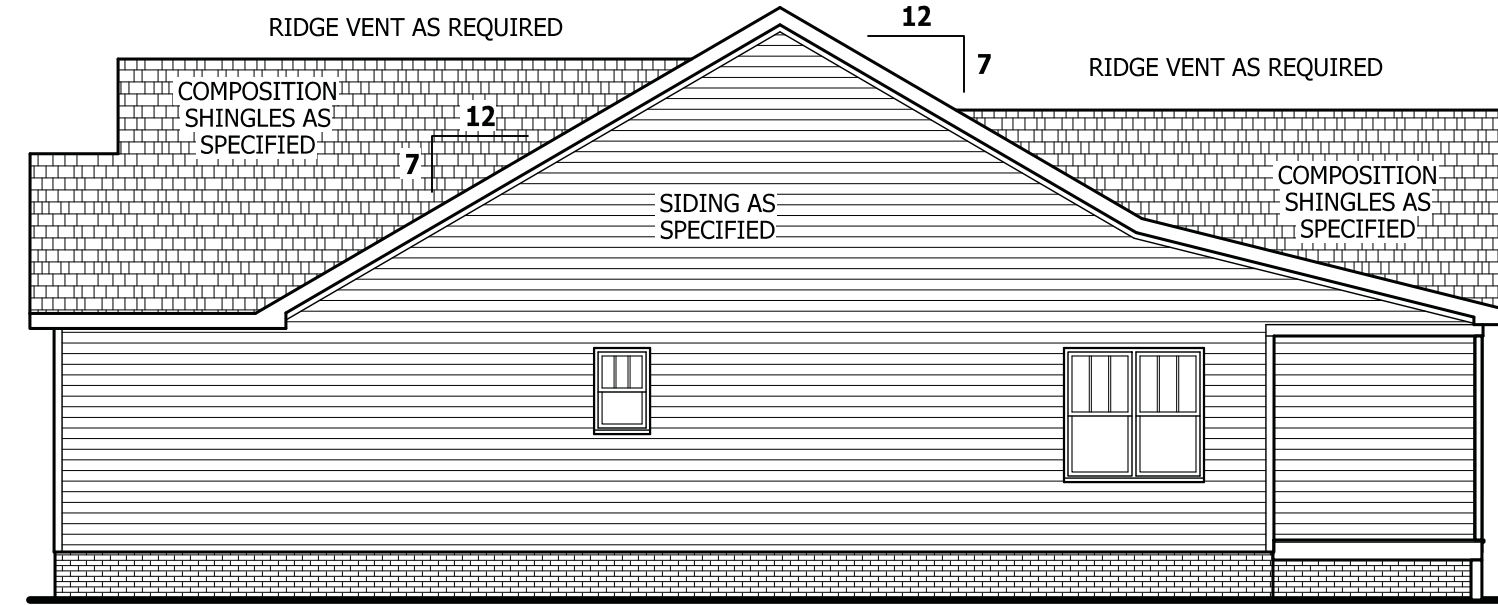 RIDGE VENT AS REQUIRED
12
7
RIDGE VENT AS REQUIRED
COMPOSITION
SHINGLES AS
SPECIFIED
12
7
SIDING AS
SPECIFIED
COMPOSITION
SHINGLES AS
SPECIFIED